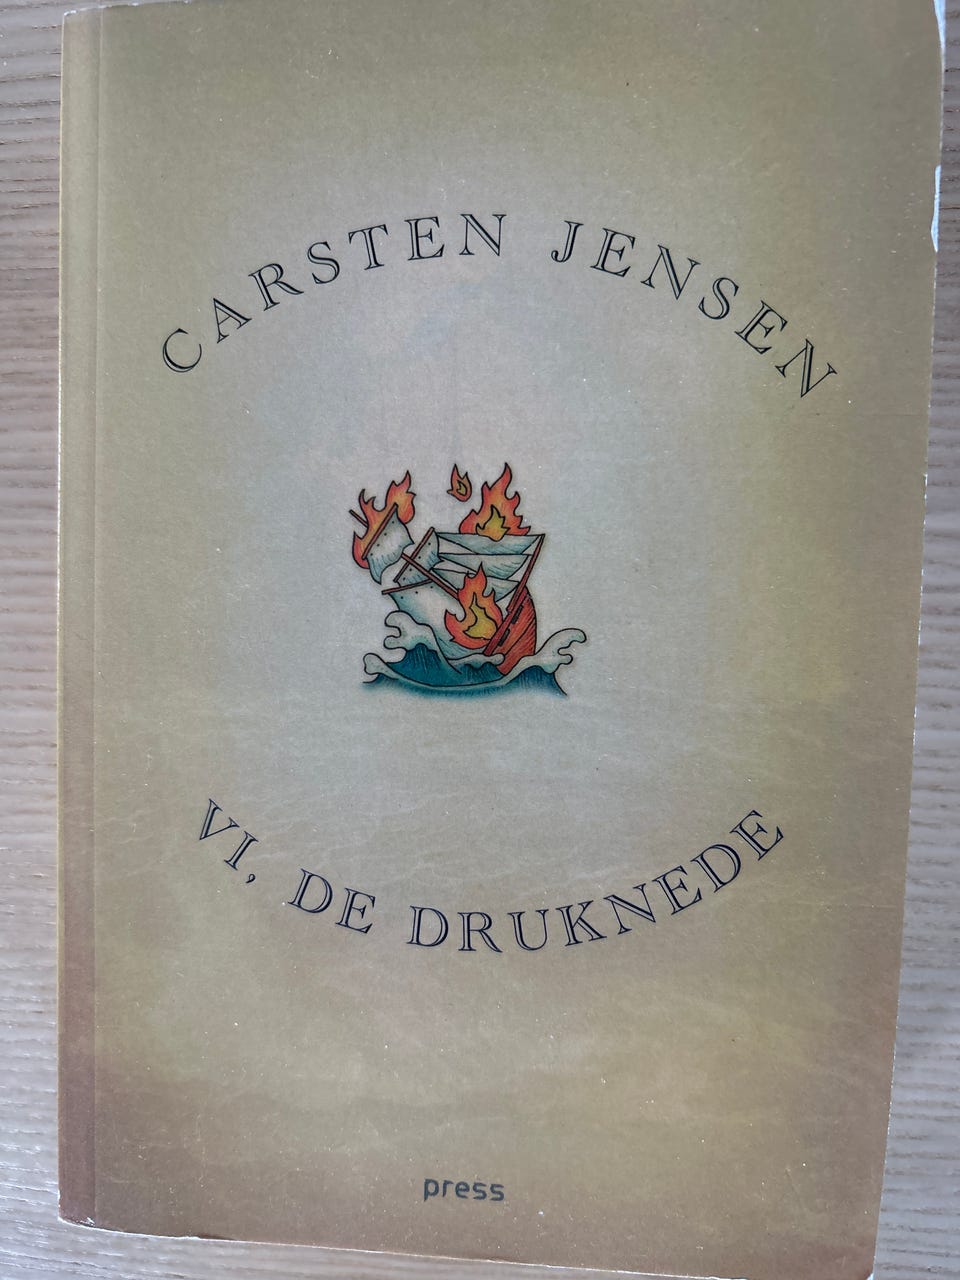 CARSTEN JENSEN
VI, DE DRUKNEDE
press